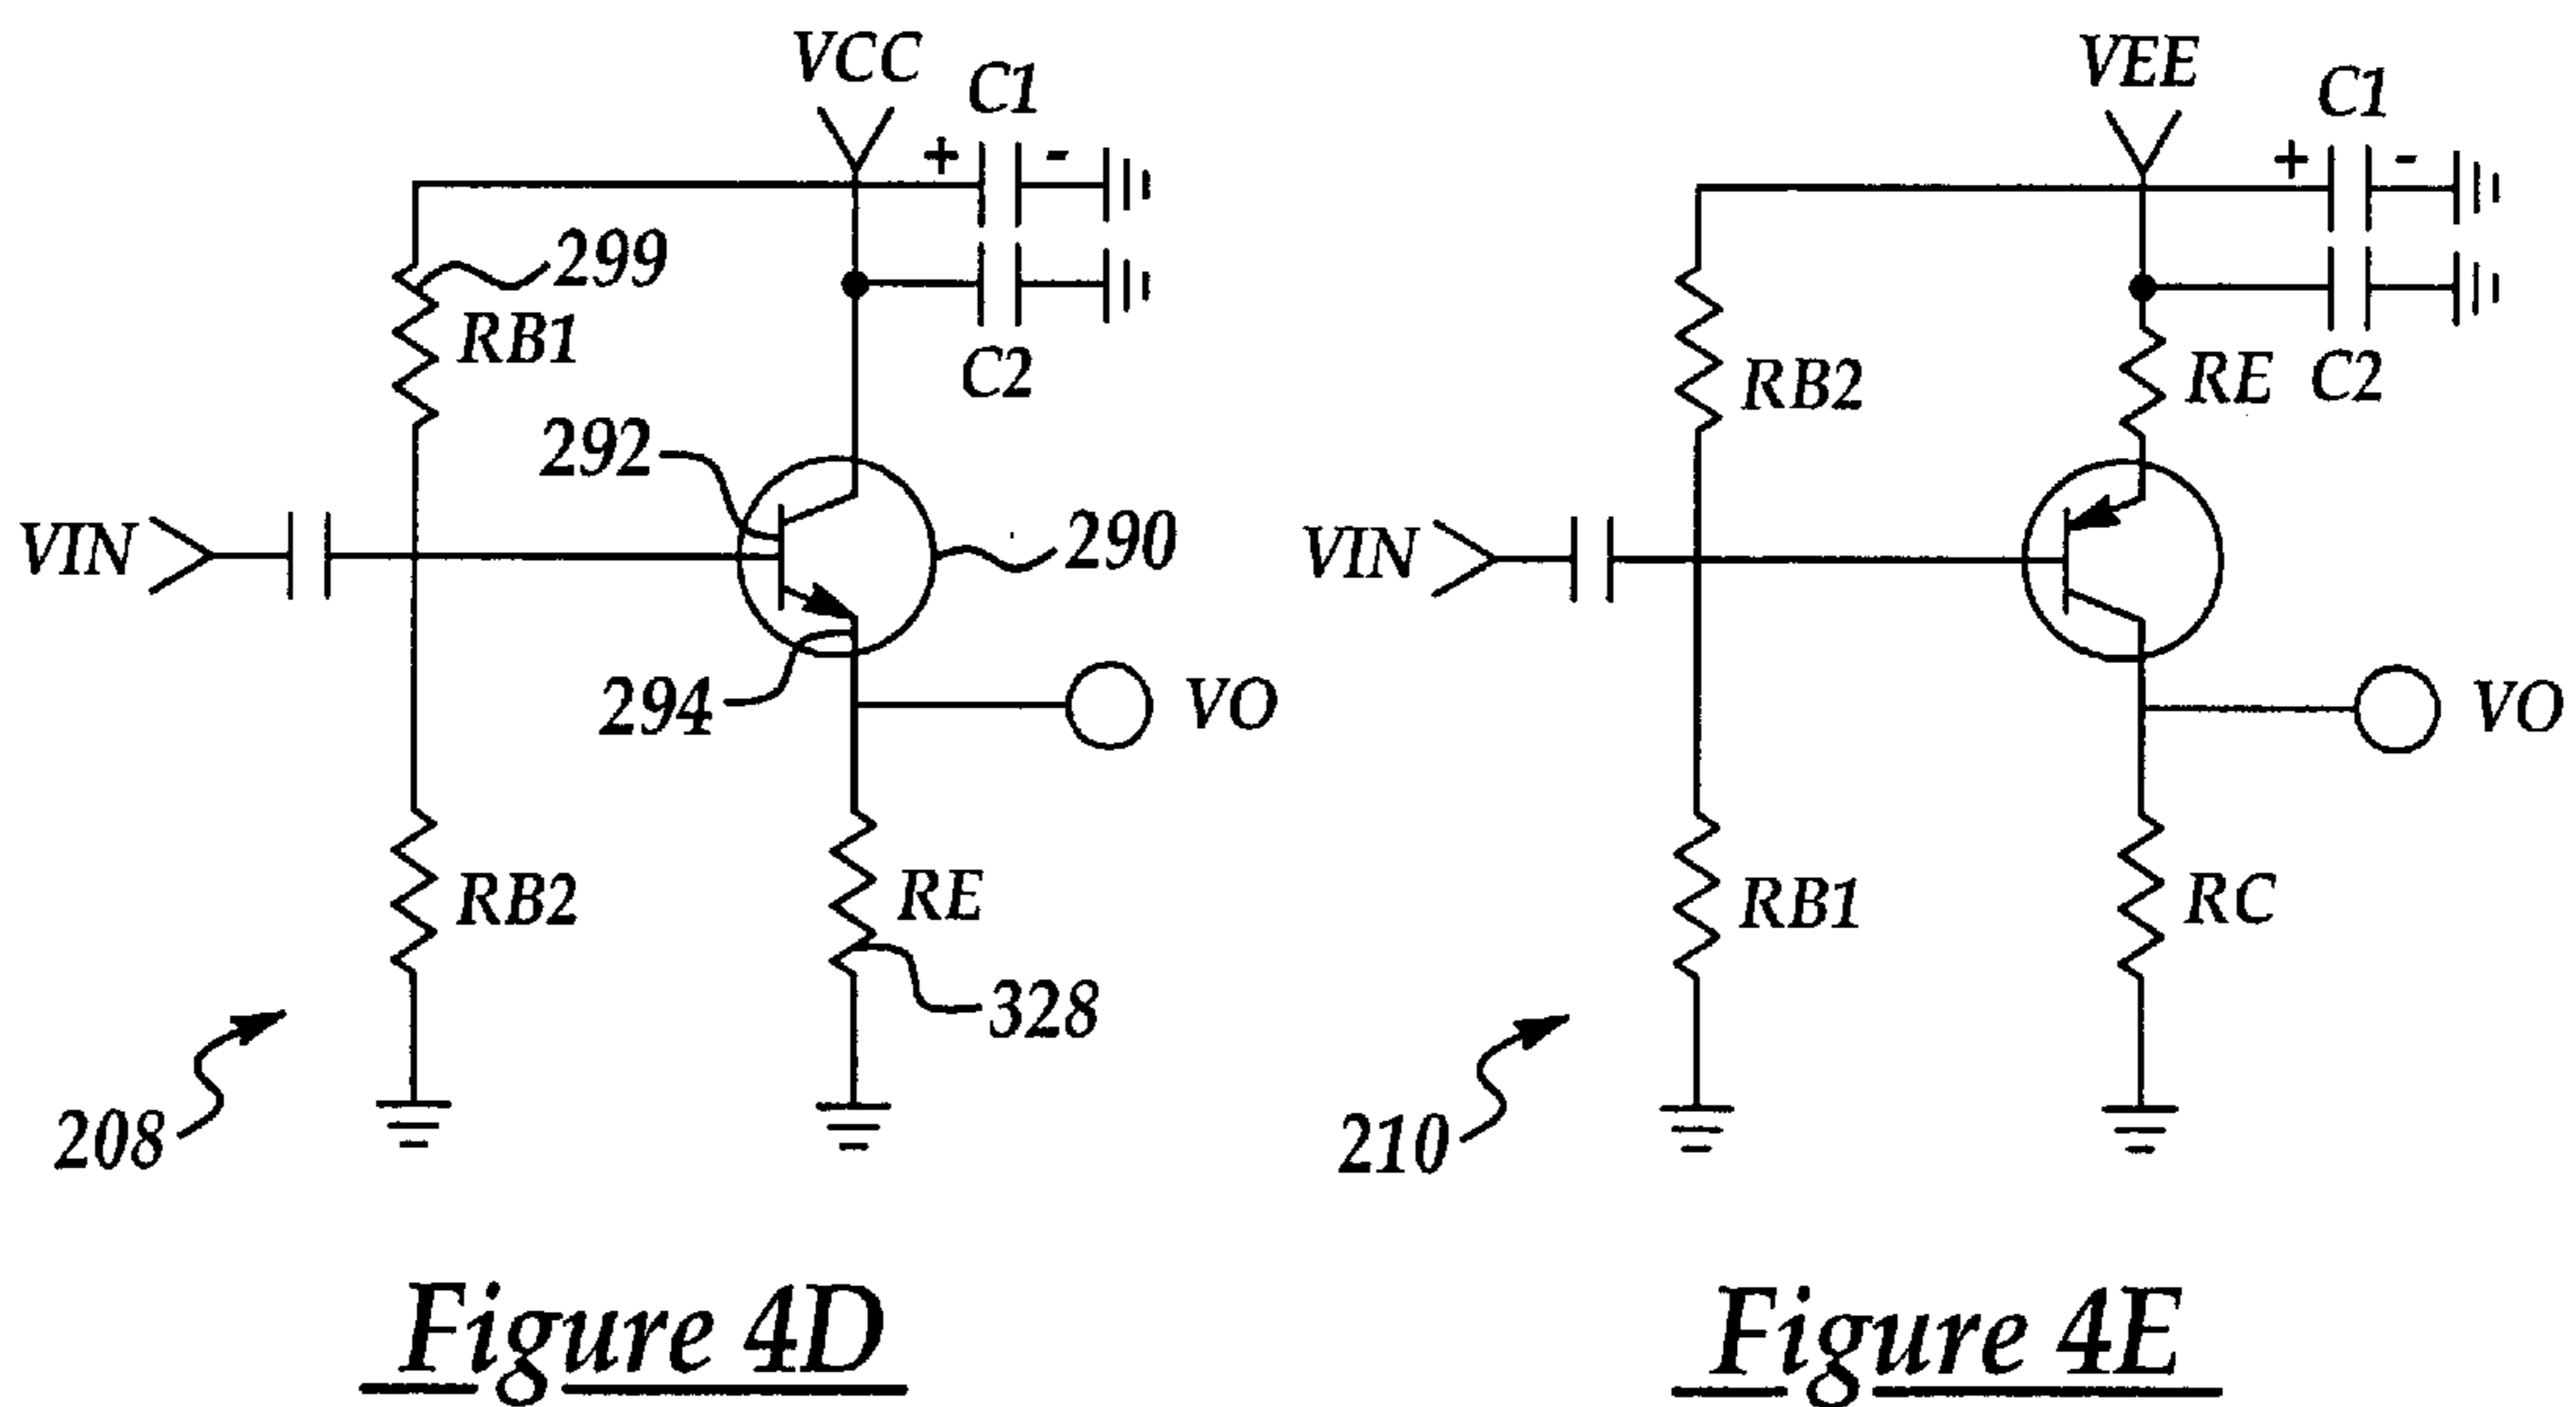 VCC
C1
+
-
299
RB1
C2
292
VIN
290
294
VO
RB2
RE
328
208
Figure 4D
VEE
C1
+
-
RB2
RE
C2
VIN
VO
RB1
RC
210
Figure 4E